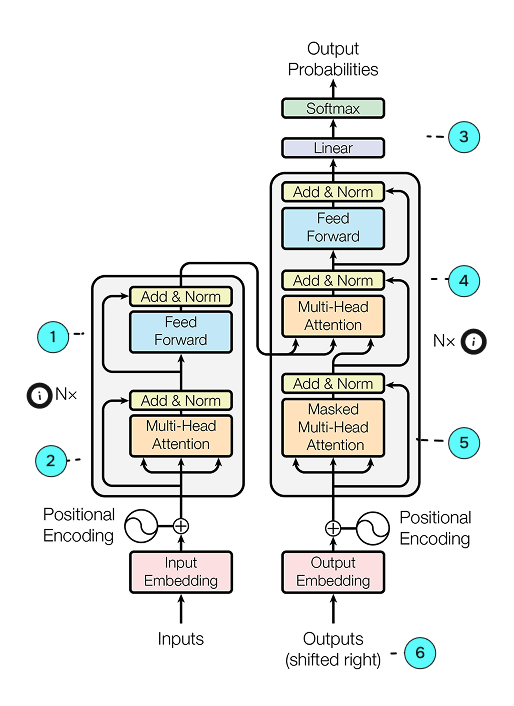 Output
Probabilities
Softmax
3
Linear
Add & Norm
Feed
Forward
Add & Norm
4
Multi-Head
Attention
N×
i
Add & Norm
Masked
Multi-Head
Attention
5
Add & Norm
1
Feed
Forward
i
N×
Add & Norm
Multi-Head
Attention
2
Positional
Encoding
Positional
Encoding
Input
Embedding
Output
Embedding
Inputs
Outputs
(shifted right)
6